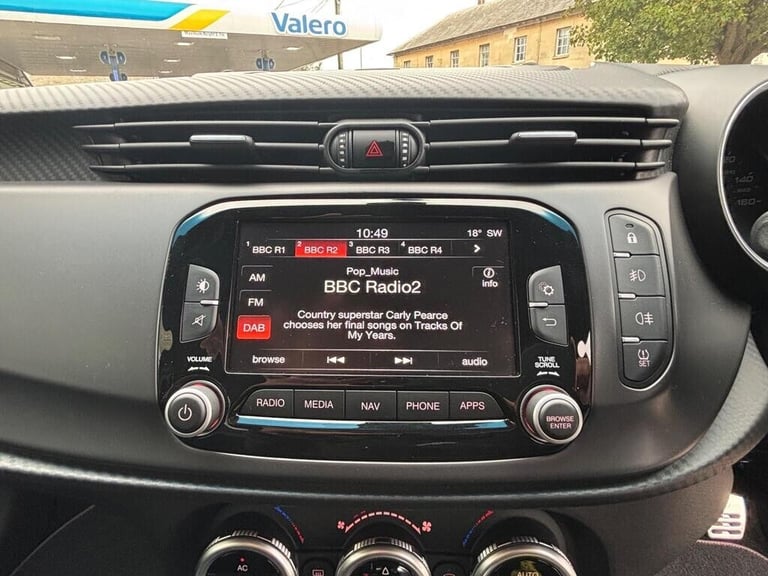 Valero
10:49
18° SW
1 BBC R1 2 BBC R2 3 BBC R3 4 BBC R4 >
AM
Pop_Music
info
BBC Radio2
FM
DAB
Country superstar Carly Pearce
chooses her final songs on Tracks Of
My Years.
browse
audio
VOLUME
TUNE
SCROLL
RADIO
MEDIA
NAV
PHONE
APPS
BROWSE
ENTER
SET
140
160
AC
AUTO